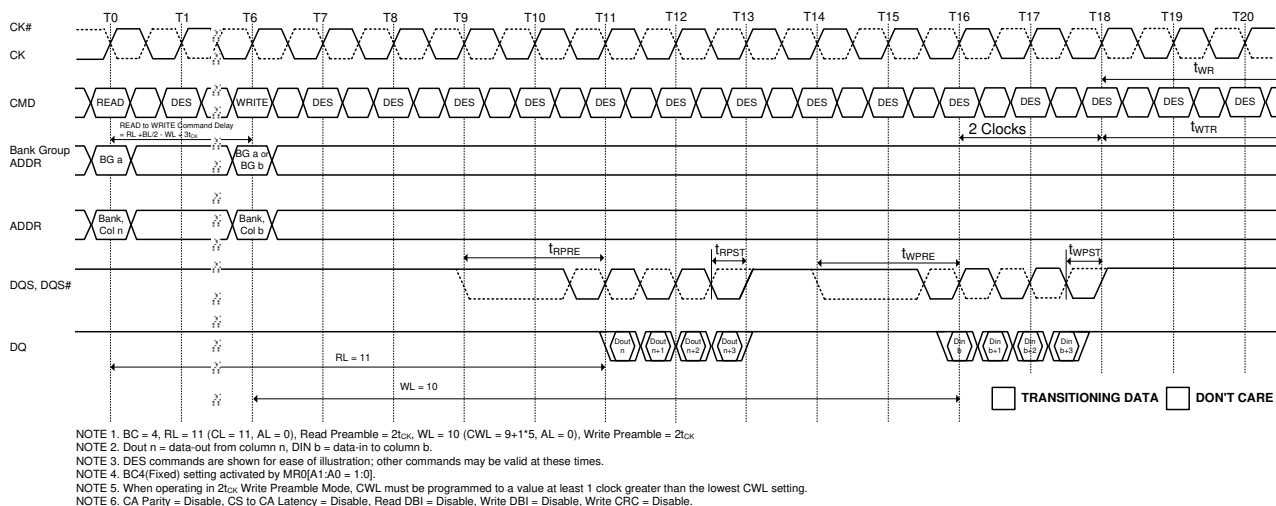 T0 T1 T6 T7 T8 T9 T10 T11 T12 T13 T14 T15 T16 T17 T18 T19 T20
CK#
CK
tWR
CMD READ DES WRITE DES DES DES DES DES DES DES DES DES DES DES DES DES DES
READ to WRITE Command Delay
= RL +BL/2 - WL + 3tCK
2 Clocks
tWTR
Bank Group
ADDR
BG a
BG a or
BG b
ADDR
Bank,
Col n
Bank,
Col b
tRPRE tRPST tWPRE tWPST
DQS, DQS#
DQ
Dout
n
Dout
n+1
Dout
n+2
Dout
n+3
Din
b
Din
b+1
Din
b+2
Din
b+3
RL = 11
WL = 10
TRANSITIONING DATA DON'T CARE
NOTE 1. BC = 4, RL = 11 (CL = 11, AL = 0), Read Preamble = 2tCK, WL = 10 (CWL = 9+1*5, AL = 0), Write Preamble = 2tCK
NOTE 2. Dout n = data-out from column n, DIN b = data-in to column b.
NOTE 3. DES commands are shown for ease of illustration; other commands may be valid at these times.
NOTE 4. BC4(Fixed) setting activated by MR0[A1:A0 = 1:0].
NOTE 5. When operating in 2tCK Write Preamble Mode, CWL must be programmed to a value at least 1 clock greater than the lowest CWL setting.
NOTE 6. CA Parity = Disable, CS to CA Latency = Disable, Read DBI = Disable, Write DBI = Disable, Write CRC = Disable.